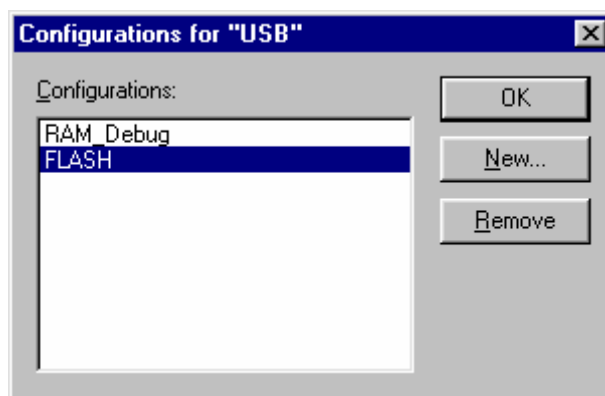 Configurations for "USB"
Configurations:
RAM_Debug
FLASH
OK
New...
Remove